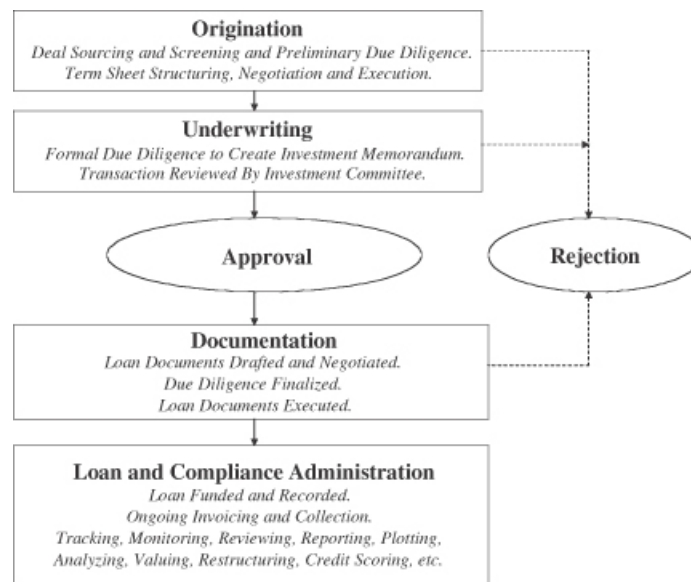 Origination
Deal Sourcing and Screening and Preliminary Due Diligence.
Term Sheet Structuring, Negotiation and Execution.
Underwriting
Formal Due Diligence to Create Investment Memorandum.
Transaction Reviewed By Investment Committee.
Approval
Rejection
Documentation
Loan Documents Drafted and Negotiated.
Due Diligence Finalized.
Loan Documents Executed.
Loan and Compliance Administration
Loan Funded and Recorded.
Ongoing Invoicing and Collection.
Tracking, Monitoring, Reviewing, Reporting, Plotting,
Analyzing, Valuing, Restructuring, Credit Scoring, etc.